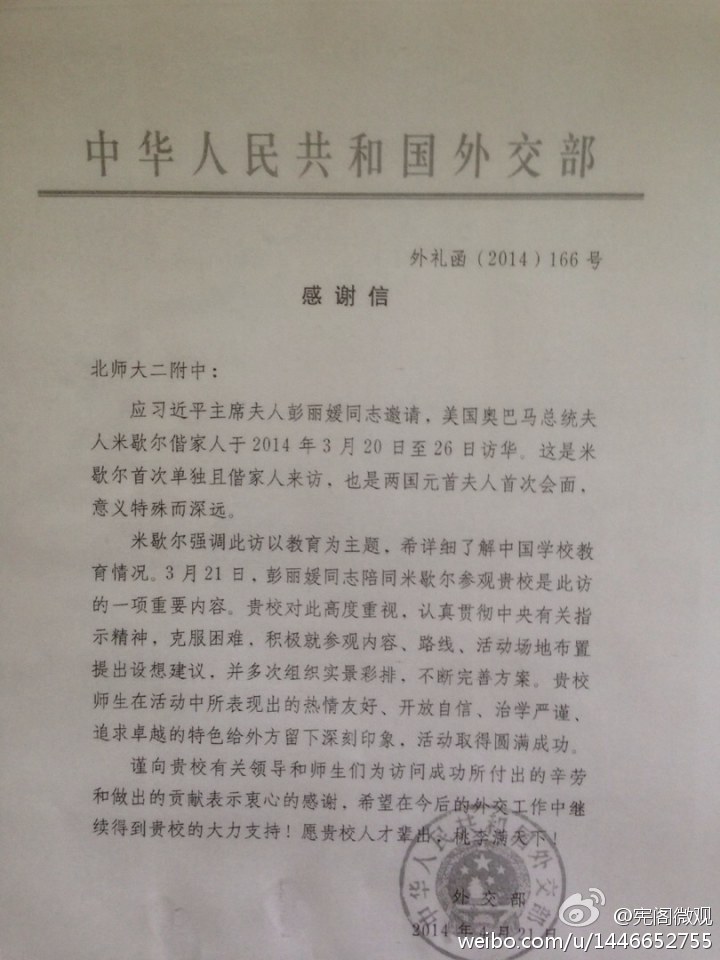 中华人民共和国外交部
外礼函（2014）166 号
感 谢 信
北师大二附中：
应习近平主席夫人彭丽媛同志邀请，美国奥巴马总统夫
人米歇尔偕家人于 2014 年 3 月 20 日至 26 日访华。这是米
歇尔首次单独且偕家人来访，也是两国元首夫人首次会面，
意义特殊而深远。
米歇尔强调此访以教育为主题，希详细了解中国学校教
育情况。3 月 21 日，彭丽媛同志陪同米歇尔参观贵校是此访
的一项重要内容。贵校对此高度重视，认真贯彻中央有关指
示精神，克服困难，积极就参观内容、路线、活动场地布置
提出设想建议，并多次组织实景彩排，不断完善方案。贵校
师生在活动中所表现出的热情友好、开放自信、治学严谨、
追求卓越的特色给外方留下深刻印象，活动取得圆满成功。
谨向贵校有关领导和师生们为访问成功所付出的辛劳
和做出的贡献表示衷心的感谢，希望在今后的外交工作中继
续得到贵校的大力支持！愿贵校人才辈出，桃李满天下！
中华人民共和国外交部
外 交 部
2014 年 4 月 21 日
@宪阁微观
weibo.com/u/1446652755